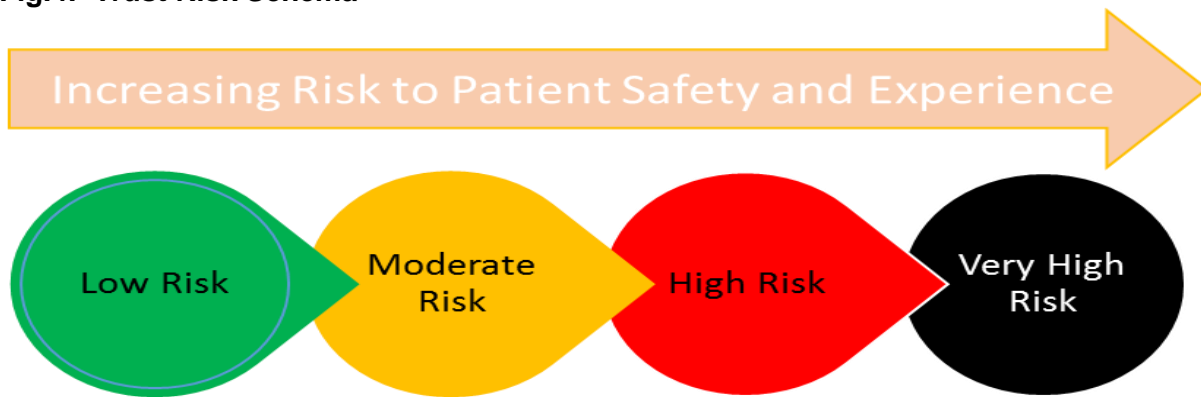 Increasing Risk to Patient Safety and Experience
Low Risk
Moderate
Risk
High Risk
Very High
Risk